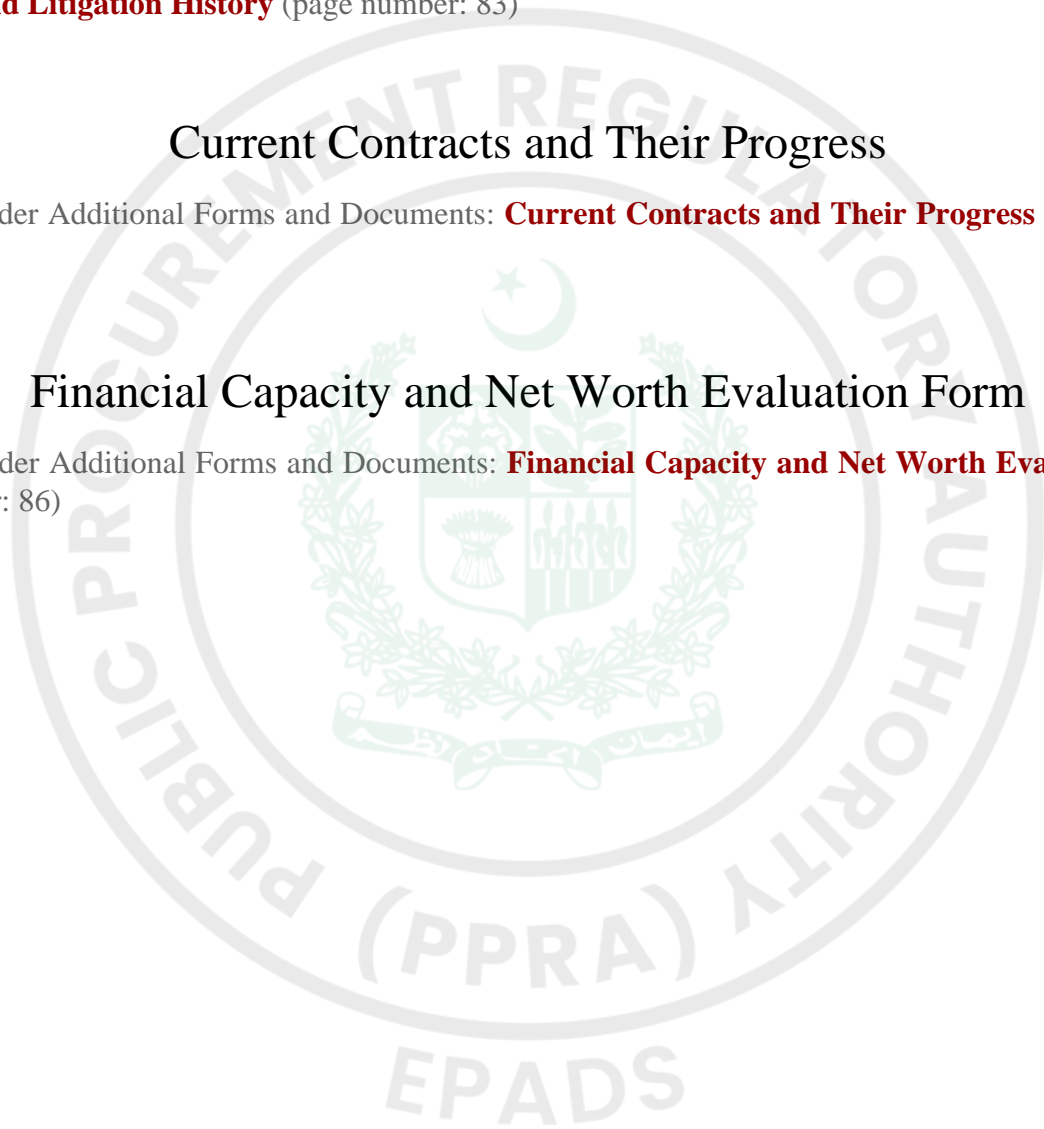 d Litigation History (page number: 83)
Current Contracts and Their Progress
der Additional Forms and Documents: Current Contracts and Their Progress
Financial Capacity and Net Worth Evaluation Form
der Additional Forms and Documents: Financial Capacity and Net Worth Eva
: 86)
PUBLIC PROCUREMENT REGULATORY AUTHORITY
(PPRA)
EPADS